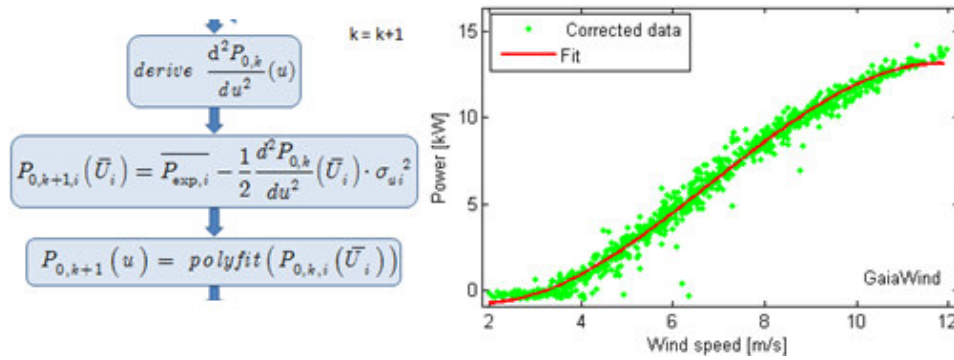 k = k+1
derive d²P₀,ₖ/du² (u)
P₀,ₖ₊₁,ᵢ(Ūᵢ) = P̅e̅x̅p̅,̅i̅ − 1/2 d²P₀,ₖ/du² (Ūᵢ) · σᵤᵢ²
P₀,ₖ₊₁(u) = polyfit(P₀,ₖ,ᵢ(Ūᵢ))
Corrected data
Fit
Power [kW]
15
10
5
0
GaiaWind
2 4 6 8 10 12
Wind speed [m/s]